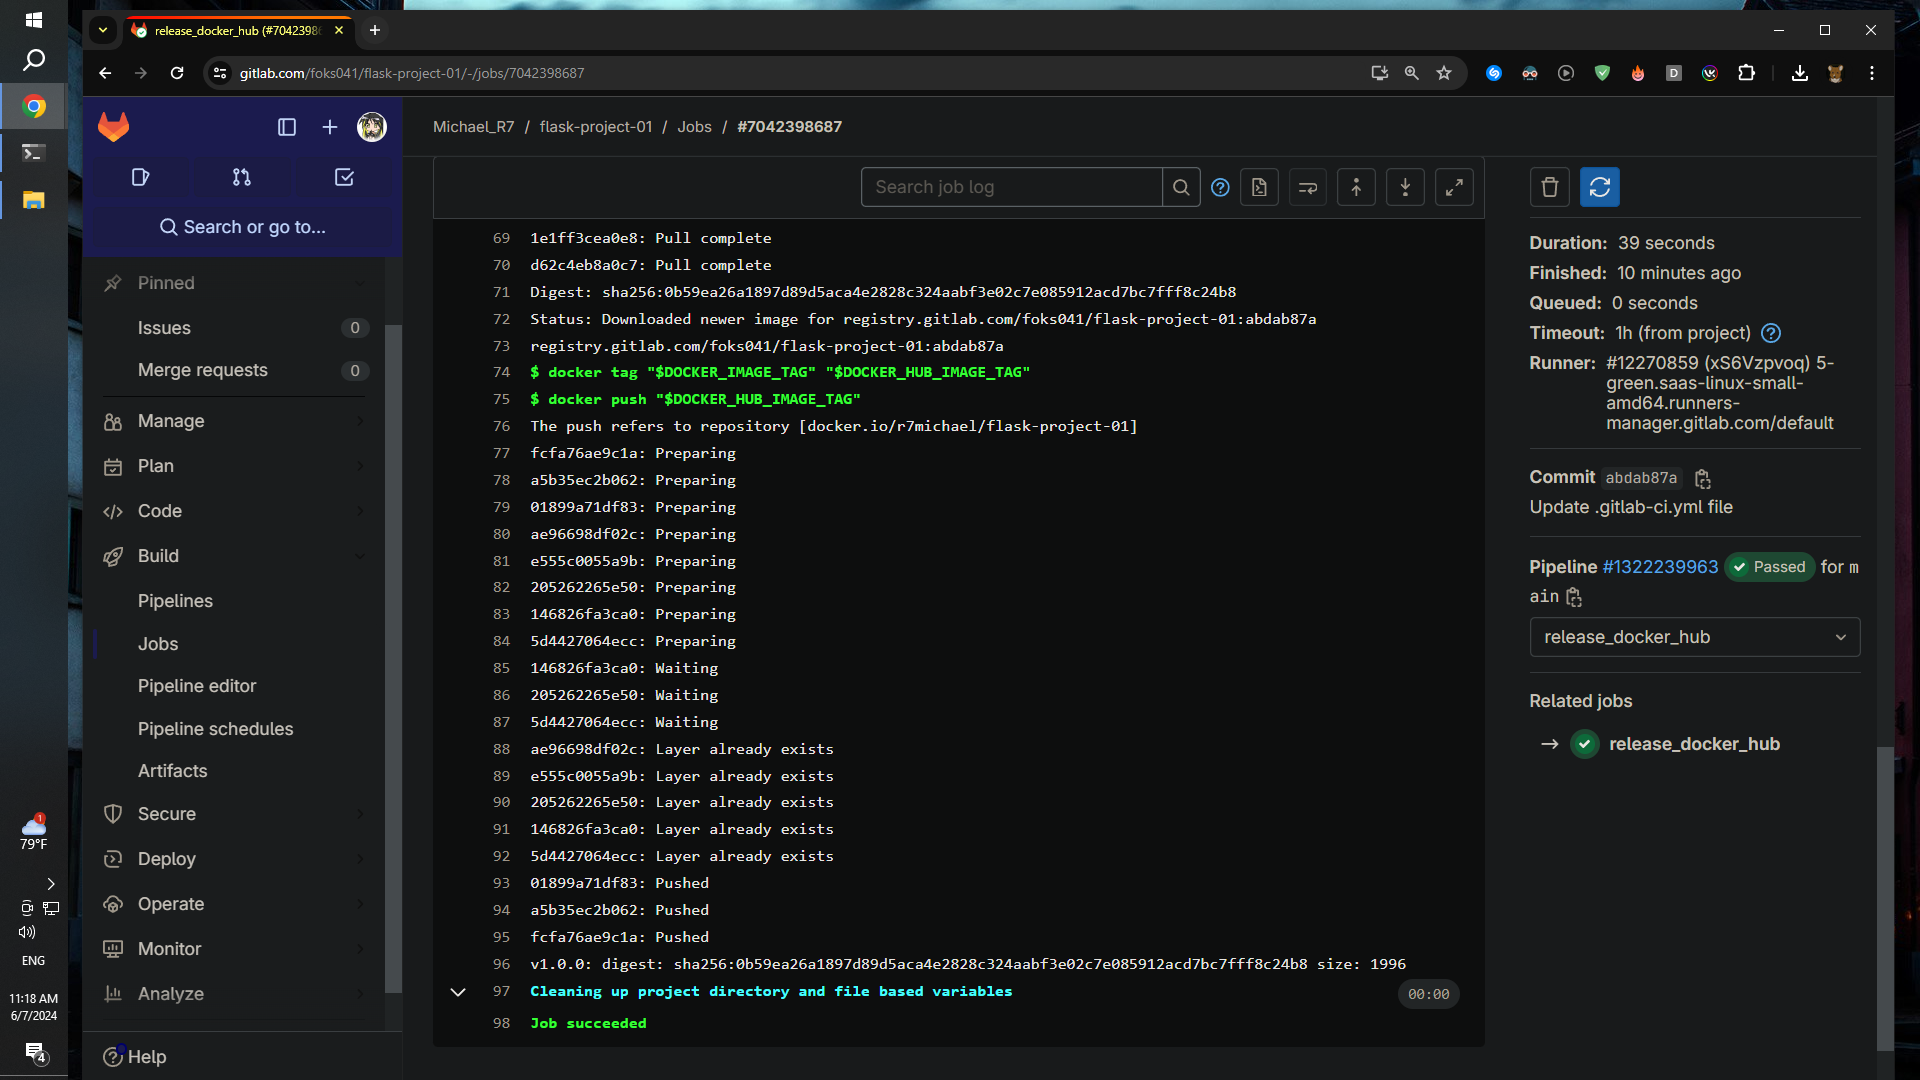 release_docker_hub (#7042398
gitlab.com/foks041/flask-project-01/-/jobs/7042398687
Michael_R7 / flask-project-01 / Jobs / #7042398687
Search or go to...
Pinned
Issues 0
Merge requests 0
Manage
Plan
Code
Build
Pipelines
Jobs
Pipeline editor
Pipeline schedules
Artifacts
Secure
Deploy
Operate
Monitor
Analyze
Help
Search job log
69 1e1ff3cea0e8: Pull complete
70 d62c4eb8a0c7: Pull complete
71 Digest: sha256:0b59ea26a1897d89d5aca4e2828c324aabf3e02c7e085912acd7bc7fff8c24b8
72 Status: Downloaded newer image for registry.gitlab.com/foks041/flask-project-01:abdab87a
73 registry.gitlab.com/foks041/flask-project-01:abdab87a
74 $ docker tag "$DOCKER_IMAGE_TAG" "$DOCKER_HUB_IMAGE_TAG"
75 $ docker push "$DOCKER_HUB_IMAGE_TAG"
76 The push refers to repository [docker.io/r7michael/flask-project-01]
77 fcfa76ae9c1a: Preparing
78 a5b35ec2b062: Preparing
79 01899a71df83: Preparing
80 ae96698df02c: Preparing
81 e555c0055a9b: Preparing
82 205262265e50: Preparing
83 146826fa3ca0: Preparing
84 5d4427064ecc: Preparing
85 146826fa3ca0: Waiting
86 205262265e50: Waiting
87 5d4427064ecc: Waiting
88 ae96698df02c: Layer already exists
89 e555c0055a9b: Layer already exists
90 205262265e50: Layer already exists
91 146826fa3ca0: Layer already exists
92 5d4427064ecc: Layer already exists
93 01899a71df83: Pushed
94 a5b35ec2b062: Pushed
95 fcfa76ae9c1a: Pushed
96 v1.0.0: digest: sha256:0b59ea26a1897d89d5aca4e2828c324aabf3e02c7e085912acd7bc7fff8c24b8 size: 1996
97 Cleaning up project directory and file based variables 00:00
98 Job succeeded
Duration: 39 seconds
Finished: 10 minutes ago
Queued: 0 seconds
Timeout: 1h (from project)
Runner: #12270859 (xS6Vzpvoq) 5-
green.saas-linux-small-
amd64.runners-
manager.gitlab.com/default
Commit abdab87a
Update .gitlab-ci.yml file
Pipeline #1322239963 Passed for m
ain
release_docker_hub
Related jobs
release_docker_hub
1
79°F
ENG
11:18 AM
6/7/2024
4
D